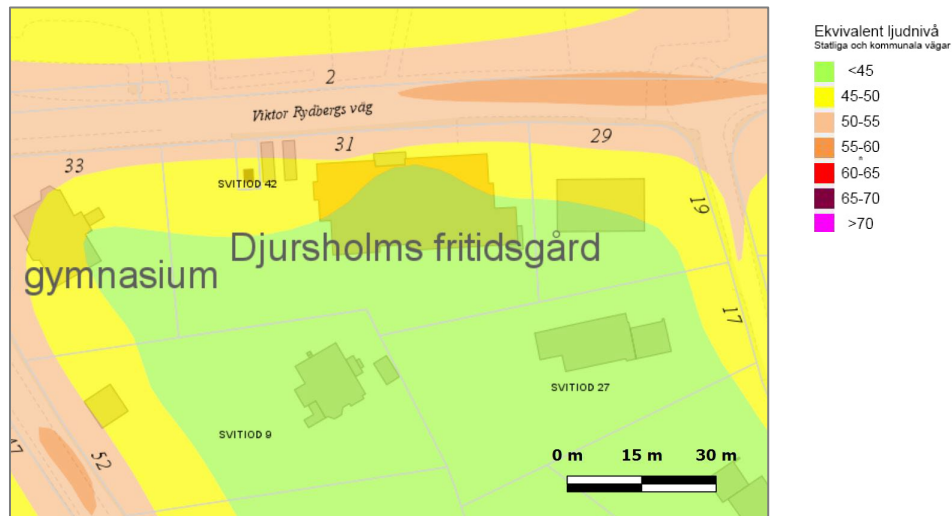 Ekvivalent ljudnivå
Statliga och kommunala vägar
<45
45-50
50-55
55-60
60-65
65-70
>70
2
Viktor Rydbergs väg
33
31
29
SVITIOD 42
19
Djursholms fritidsgård
gymnasium
17
SVITIOD 27
SVITIOD 9
47
52
0 m 15 m 30 m